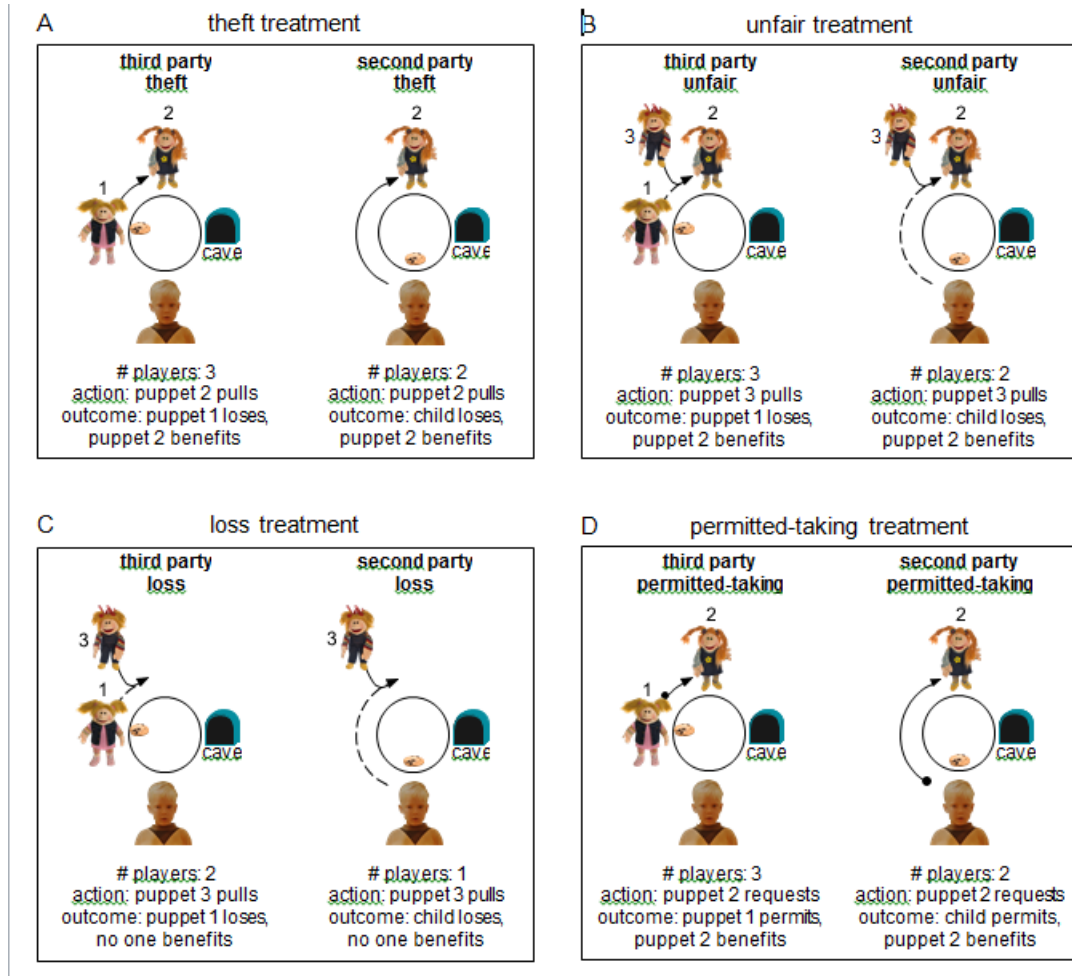 A
theft treatment
third party
theft
second party
theft
2
2
1
cave
cave
# players: 3
action: puppet 2 pulls
outcome: puppet 1 loses,
puppet 2 benefits
# players: 2
action: puppet 2 pulls
outcome: child loses,
puppet 2 benefits
B
unfair treatment
third party
unfair
second party
unfair
3
2
3
2
1
cave
cave
# players: 3
action: puppet 3 pulls
outcome: puppet 1 loses,
puppet 2 benefits
# players: 2
action: puppet 3 pulls
outcome: child loses,
puppet 2 benefits
C
loss treatment
third party
loss
second party
loss
3
3
1
cave
cave
# players: 2
action: puppet 3 pulls
outcome: puppet 1 loses,
no one benefits
# players: 1
action: puppet 3 pulls
outcome: child loses,
no one benefits
D
permitted-taking treatment
third party
permitted-taking
second party
permitted-taking
2
2
1
cave
cave
# players: 3
action: puppet 2 requests
outcome: puppet 1 permits,
puppet 2 benefits
# players: 2
action: puppet 2 requests
outcome: child permits,
puppet 2 benefits